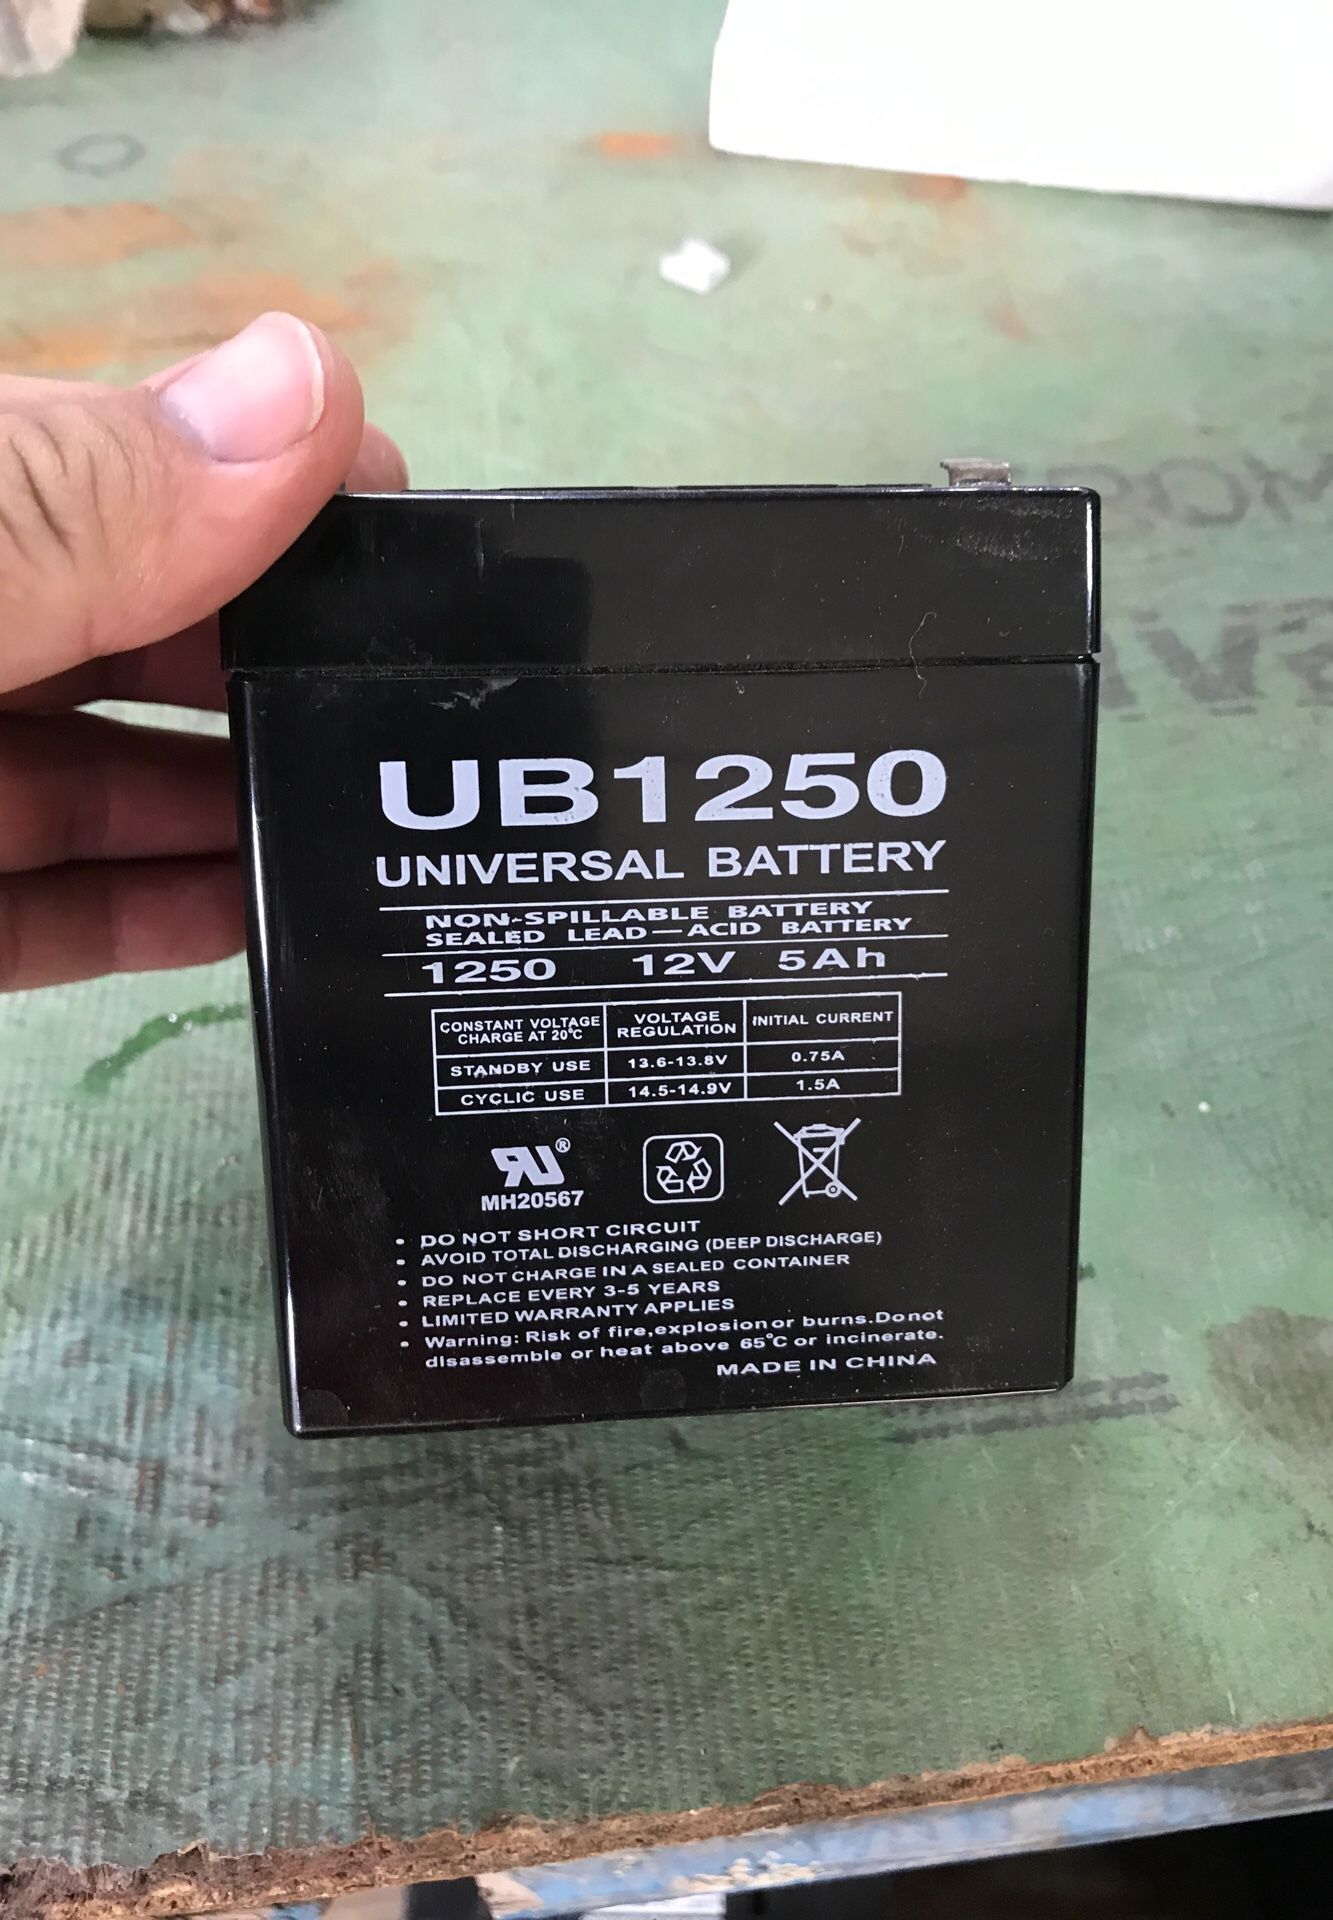 UB1250
UNIVERSAL BATTERY
NON-SPILLABLE BATTERY
SEALED LEAD—ACID BATTERY
1250 12V 5Ah
CONSTANT VOLTAGE CHARGE AT 20°C VOLTAGE REGULATION INITIAL CURRENT
STANDBY USE 13.6-13.8V 0.75A
CYCLIC USE 14.5-14.9V 1.5A
RU®
MH20567
• DO NOT SHORT CIRCUIT
• AVOID TOTAL DISCHARGING (DEEP DISCHARGE)
• DO NOT CHARGE IN A SEALED CONTAINER
• REPLACE EVERY 3-5 YEARS
• LIMITED WARRANTY APPLIES
• Warning: Risk of fire,explosion or burns.Do not
disassemble or heat above 65°C or incinerate.
MADE IN CHINA